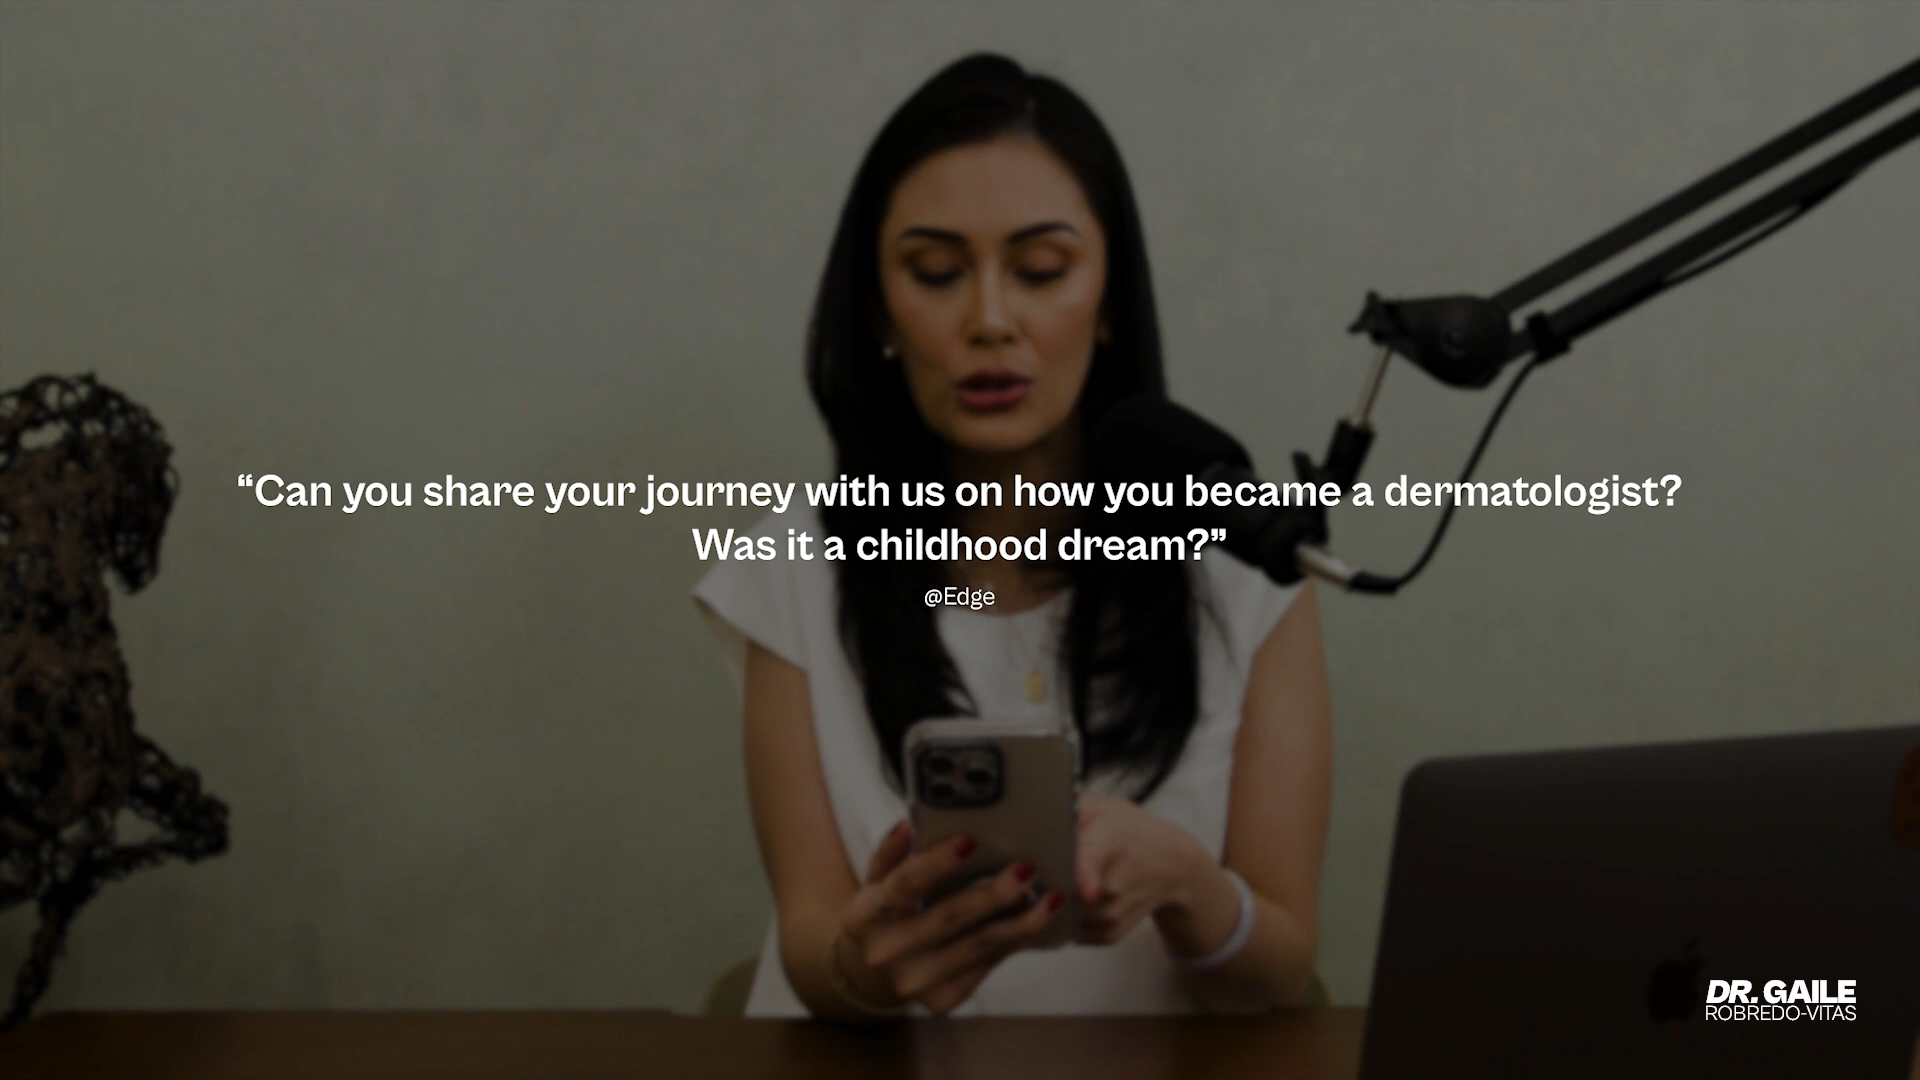 “Can you share your journey with us on how you became a dermatologist?
Was it a childhood dream?”
@Edge
DR. GAILE
ROBREDO-VITAS